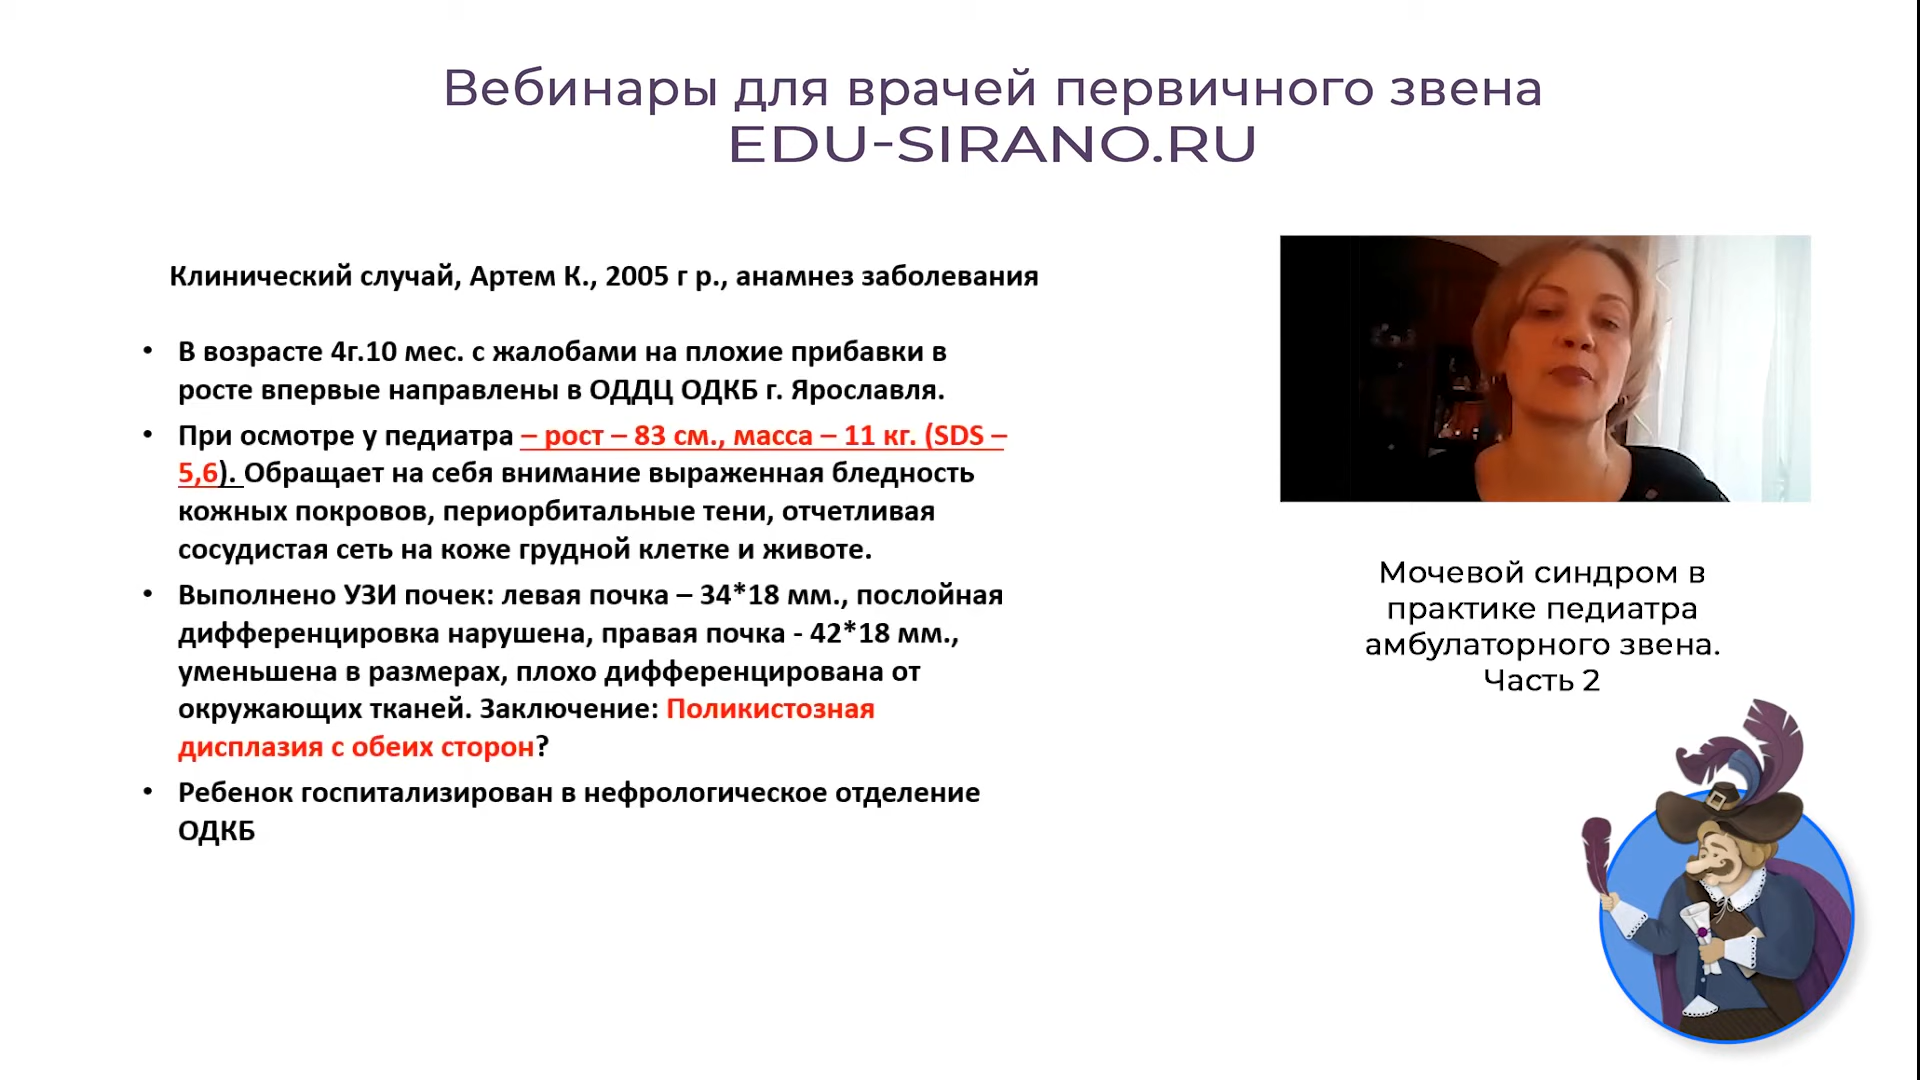 Вебинары для врачей первичного звена
EDU-SIRANO.RU
Клинический случай, Артем К., 2005 г р., анамнез заболевания
• В возрасте 4г.10 мес. с жалобами на плохие прибавки в
росте впервые направлены в ОДДЦ ОДКБ г. Ярославля.
• При осмотре у педиатра – рост – 83 см., масса – 11 кг. (SDS –
5,6). Обращает на себя внимание выраженная бледность
кожных покровов, периорбитальные тени, отчетливая
сосудистая сеть на коже грудной клетке и животе.
• Выполнено УЗИ почек: левая почка – 34*18 мм., послойная
дифференцировка нарушена, правая почка - 42*18 мм.,
уменьшена в размерах, плохо дифференцирована от
окружающих тканей. Заключение: Поликистозная
дисплазия с обеих сторон?
• Ребенок госпитализирован в нефрологическое отделение
ОДКБ
Мочевой синдром в
практике педиатра
амбулаторного звена.
Часть 2